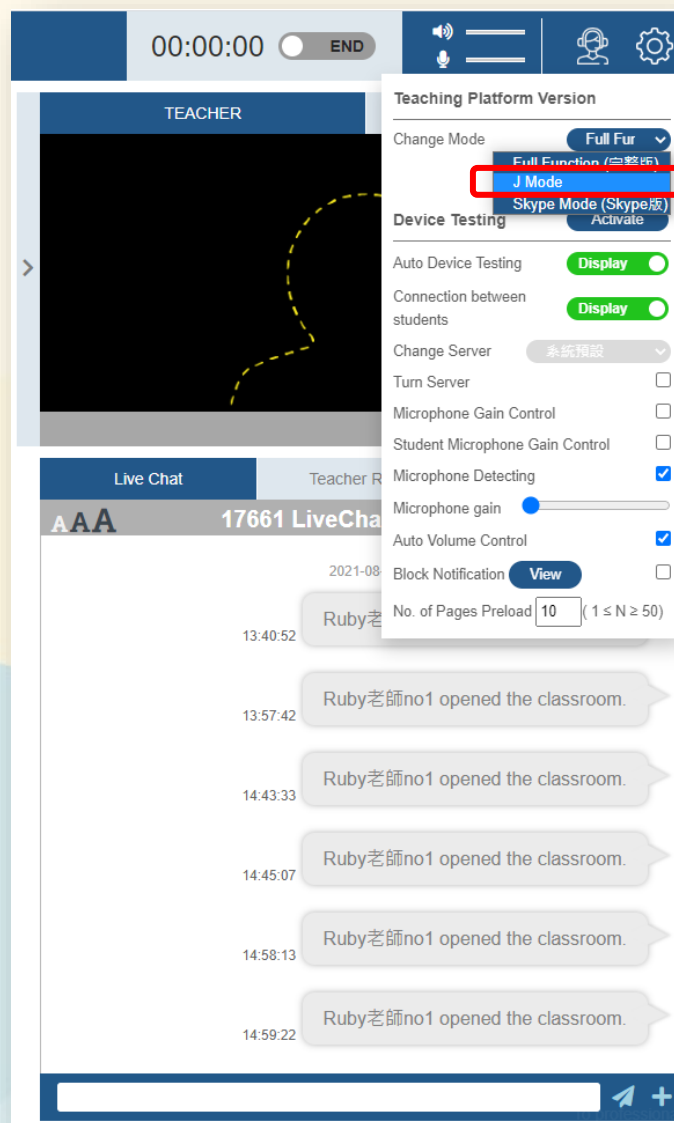 00:00:00 END
TEACHER
Teaching Platform Version
Change Mode Full Fur
Full Function (完整版)
J Mode
Skype Mode (Skype版)
Device Testing Activate
Auto Device Testing Display
Connection between
students Display
Change Server 系統預設
Turn Server
Microphone Gain Control
Student Microphone Gain Control
Microphone Detecting
Microphone gain
Auto Volume Control
Block Notification View
No. of Pages Preload 10 ( 1 ≤ N ≥ 50)
Live Chat Teacher R
AAA 17661 LiveCha
2021-08-
Ruby老
13:40:52
Ruby老師no1 opened the classroom.
13:57:42
Ruby老師no1 opened the classroom.
14:43:33
Ruby老師no1 opened the classroom.
14:45:07
Ruby老師no1 opened the classroom.
14:58:13
Ruby老師no1 opened the classroom.
14:59:22